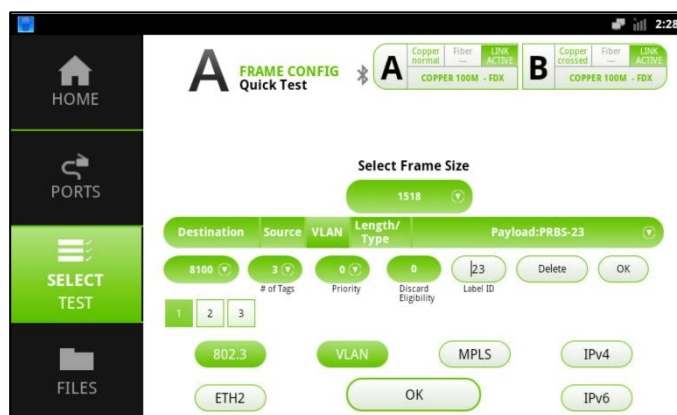 2:28
HOME
PORTS
SELECT
TEST
FILES
A
FRAME CONFIG
Quick Test
A
Copper normal
Fiber —
LINK ACTIVE
COPPER 100M - FDX
B
Copper crossed
Fiber —
LINK ACTIVE
COPPER 100M - FDX
Select Frame Size
1518
Destination Source VLAN Length/Type Payload:PRBS-23
8100 3 0 0 23 Delete OK
# of Tags Priority Discard Eligibility Label ID
1 2 3
802.3 VLAN MPLS IPv4
ETH2 OK IPv6